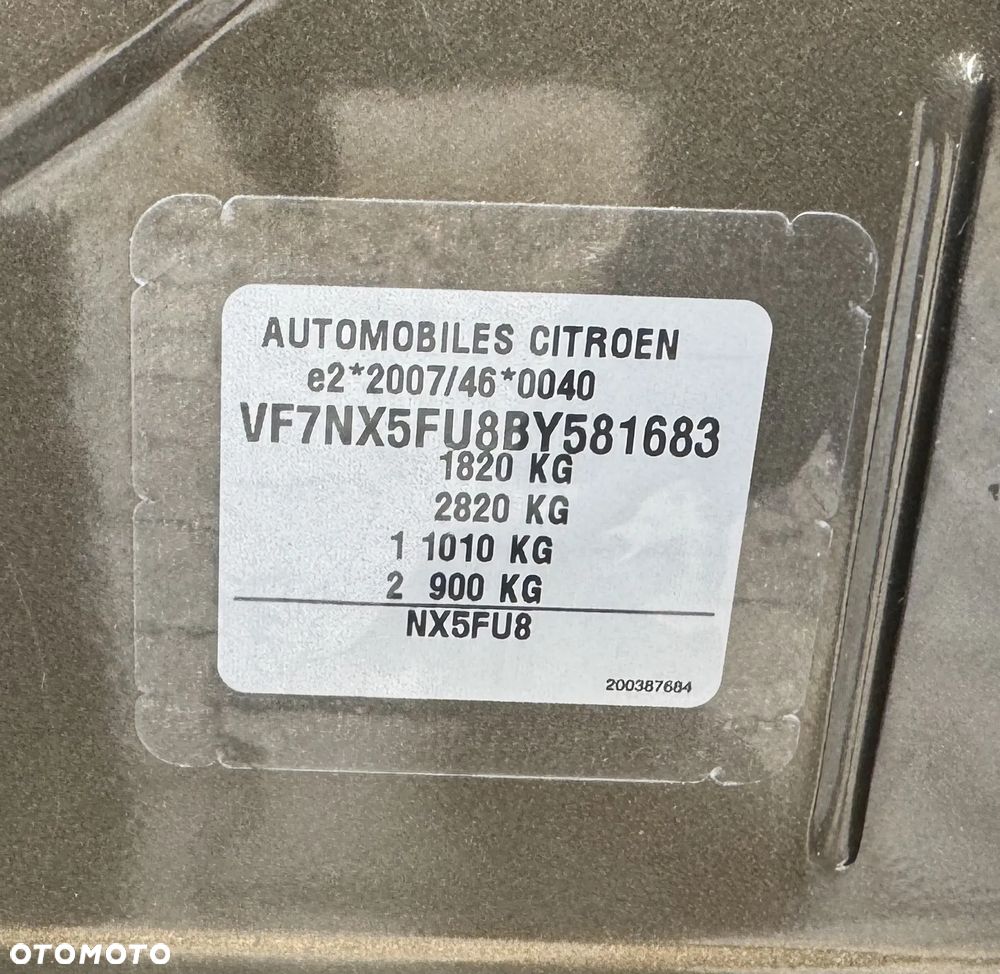 AUTOMOBILES CITROEN
e2*2007/46*0040
VF7NX5FU8BY581683
1820 KG
2820 KG
1 1010 KG
2 900 KG
NX5FU8
200387684
OTOMOTO